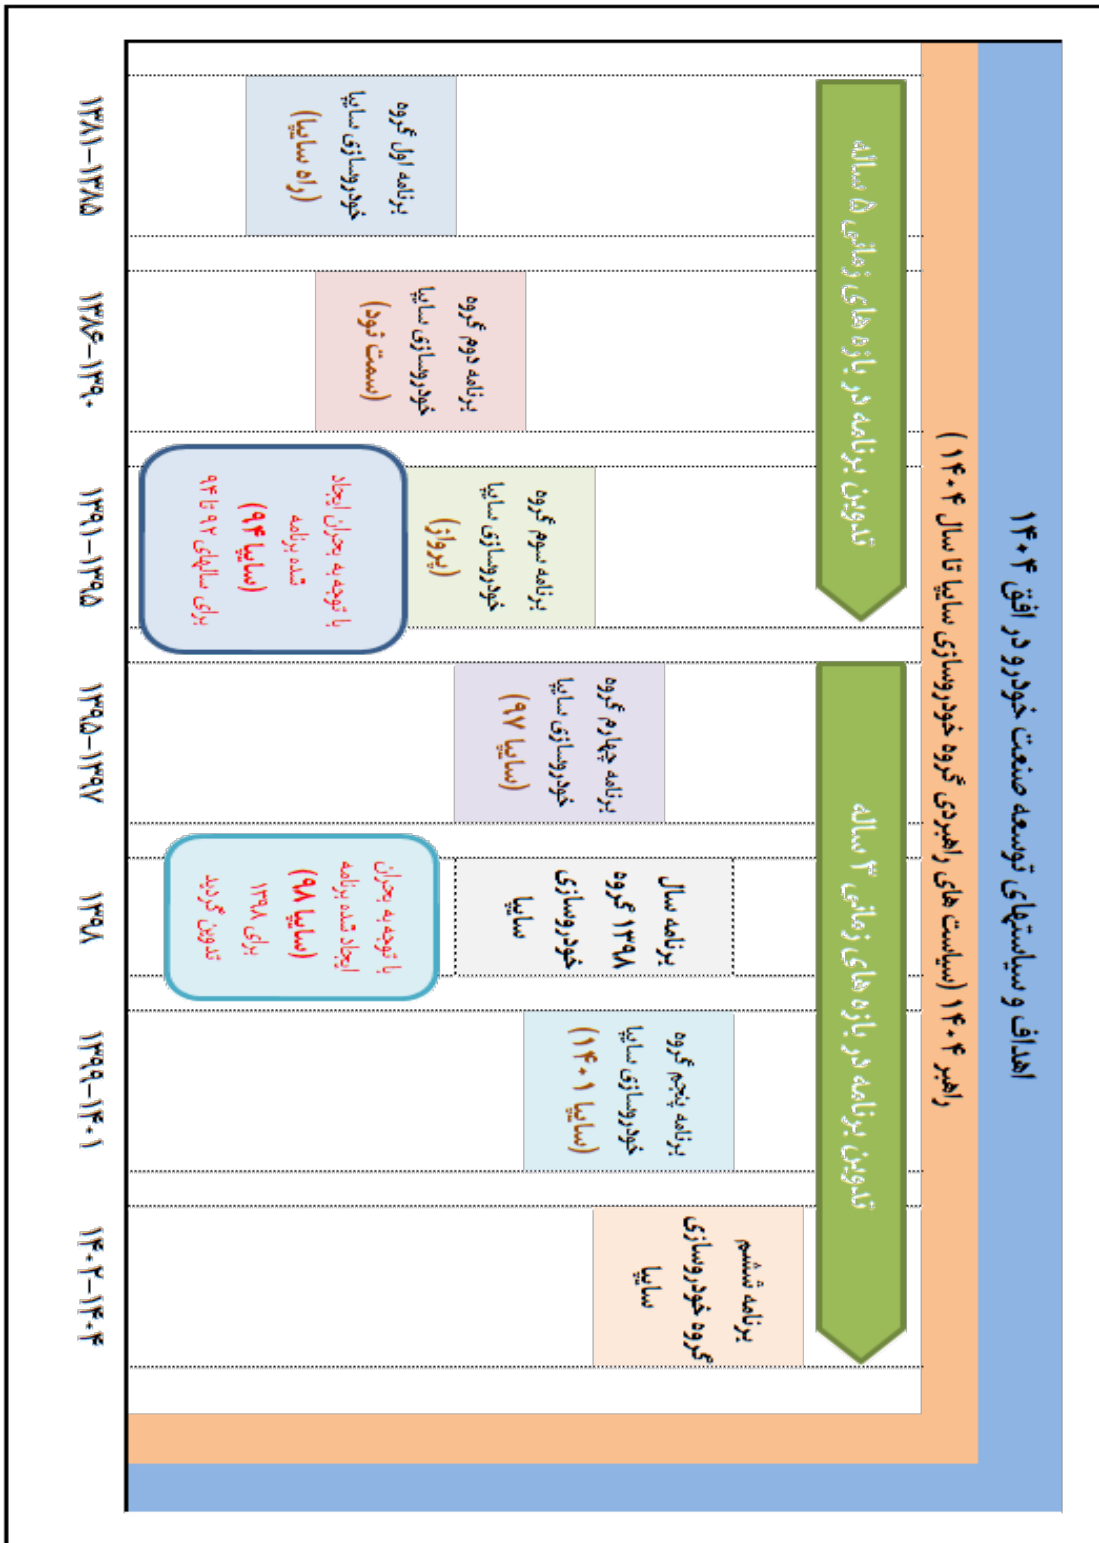 اهداف و سیاستهای توسعه صنعت خودرو در افق ۱۴۰۴
راهبر ۱۴۰۴ (سیاست های راهبردی گروه خودروسازی سایپا تا سال ۱۴۰۴ )
تدوین برنامه در بازه های زمانی ۵ ساله
تدوین برنامه در بازه های زمانی ۳ ساله
برنامه اول گروه
خودروسازی سایپا
(راه سایپا)
برنامه دوم گروه
خودروسازی سایپا
(سمت نود)
برنامه سوم گروه
خودروسازی سایپا
(پرواز)
با توجه به بحران ایجاد
شده برنامه
(سایپا ۹۴)
برای سالهای ۹۲ تا ۹۴
برنامه چهارم گروه
خودروسازی سایپا
(سایپا ۹۷)
برنامه سال
۱۳۹۸ گروه
خودروسازی
سایپا
با توجه به بحران
ایجاد شده برنامه
(سایپا ۹۸)
برای ۱۳۹۸
تدوین گردید
برنامه پنجم گروه
خودروسازی سایپا
(سایپا ۱۴۰۱)
برنامه ششم
گروه خودروسازی
سایپا
۱۳۸۱-۱۳۸۵
۱۳۸۶-۱۳۹۰
۱۳۹۱-۱۳۹۵
۱۳۹۵-۱۳۹۷
۱۳۹۸
۱۳۹۹-۱۴۰۱
۱۴۰۲-۱۴۰۴